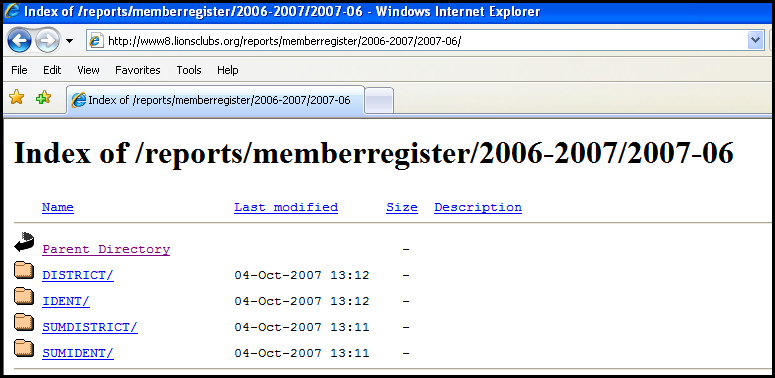 Index of /reports/memberregister/2006-2007/2007-06 - Windows Internet Explorer
http://www8.lionsclubs.org/reports/memberregister/2006-2007/2007-06/
File Edit View Favorites Tools Help
Index of /reports/memberregister/2006-2007/2007-06
Index of /reports/memberregister/2006-2007/2007-06
Name Last modified Size Description
Parent Directory -
DISTRICT/ 04-Oct-2007 13:12 -
IDENT/ 04-Oct-2007 13:12 -
SUMDISTRICT/ 04-Oct-2007 13:11 -
SUMIDENT/ 04-Oct-2007 13:11 -